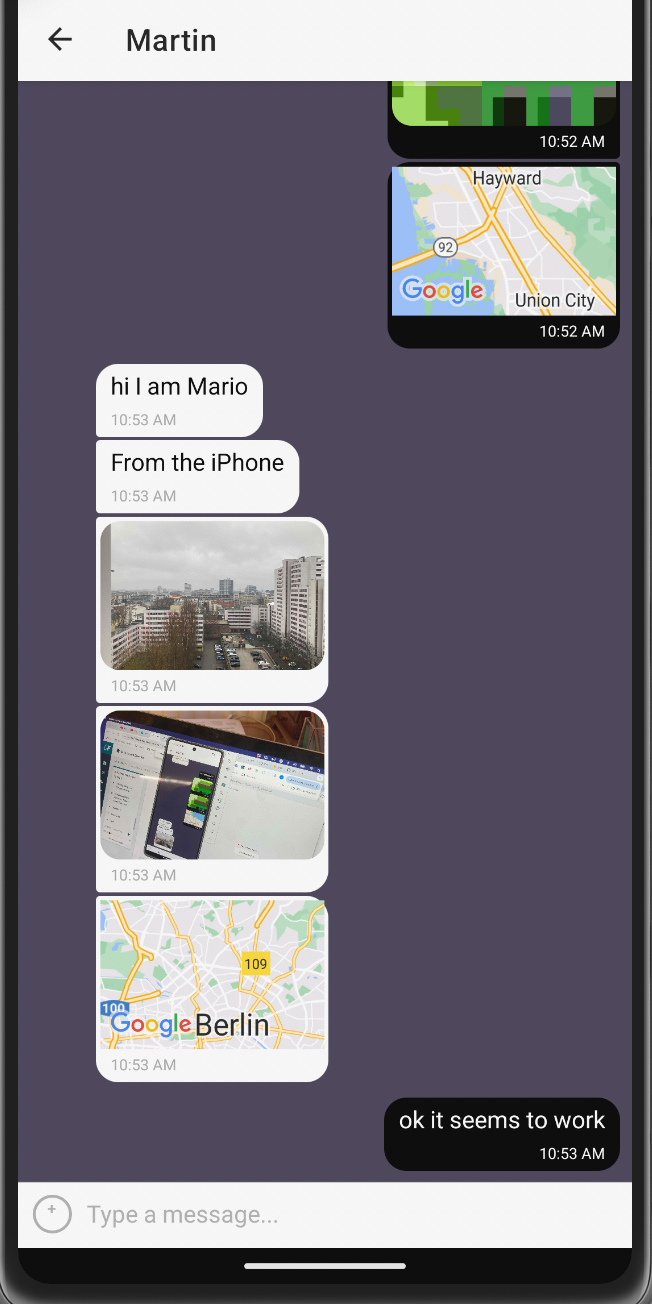 Martin
10:52 AM
Hayward
92
Google
Union City
10:52 AM
hi I am Mario
10:53 AM
From the iPhone
10:53 AM
10:53 AM
10:53 AM
109
100
Google Berlin
10:53 AM
ok it seems to work
10:53 AM
Type a message...